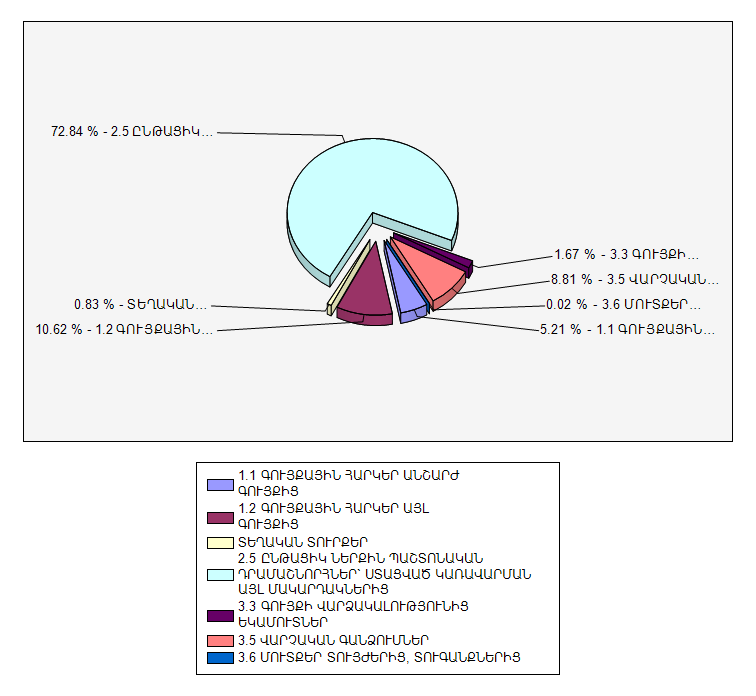 72.84 % - 2.5 ԸՆԹԱՑԻԿ...
1.67 % - 3.3 ԳՈՒՅՔԻ...
8.81 % - 3.5 ՎԱՐՉԱԿԱՆ...
0.83 % - ՏԵՂԱԿԱՆ...
0.02 % - 3.6 ՄՈՒՏՔԵՐ...
10.62 % - 1.2 ԳՈՒՅՔԱՅԻՆ...
5.21 % - 1.1 ԳՈՒՅՔԱՅԻՆ...
1.1 ԳՈՒՅՔԱՅԻՆ ՀԱՐԿԵՐ ԱՆՇԱՐԺ
ԳՈՒՅՔԻՑ
1.2 ԳՈՒՅՔԱՅԻՆ ՀԱՐԿԵՐ ԱՅԼ
ԳՈՒՅՔԻՑ
ՏԵՂԱԿԱՆ ՏՈՒՐՔԵՐ
2.5 ԸՆԹԱՑԻԿ ՆԵՐՔԻՆ ՊԱՇՏՈՆԱԿԱՆ
ԴՐԱՄԱՇՆՈՐՀՆԵՐ՝ ՍՏԱՑՎԱԾ ԿԱՌԱՎԱՐՄԱՆ
ԱՅԼ ՄԱԿԱՐԴԱԿՆԵՐԻՑ
3.3 ԳՈՒՅՔԻ ՎԱՐՁԱԿԱԼՈՒԹՅՈՒՆԻՑ
ԵԿԱՄՈՒՏՆԵՐ
3.5 ՎԱՐՉԱԿԱՆ ԳԱՆՁՈՒՄՆԵՐ
3.6 ՄՈՒՏՔԵՐ ՏՈՒՅԺԵՐԻՑ, ՏՈՒԳԱՆՔՆԵՐԻՑ